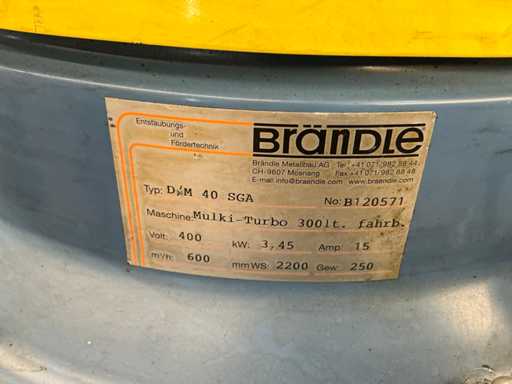 Entstaubungs-
und
Fördertechnik
BRÄNDLE
Brändle Metallbau AG Tel +41 071/982 88 44
CH-9607 Mosnang Fax +41 071/982 88 48
E-mail info@braendle.com www.braendle.com
Typ: D/M 40 SGA No: B120571
Maschine: Mulki-Turbo 300lt. fahrb.
Volt: 400 kW: 3,45 Amp: 15
m³/h: 600 mmWS: 2200 Gew: 250